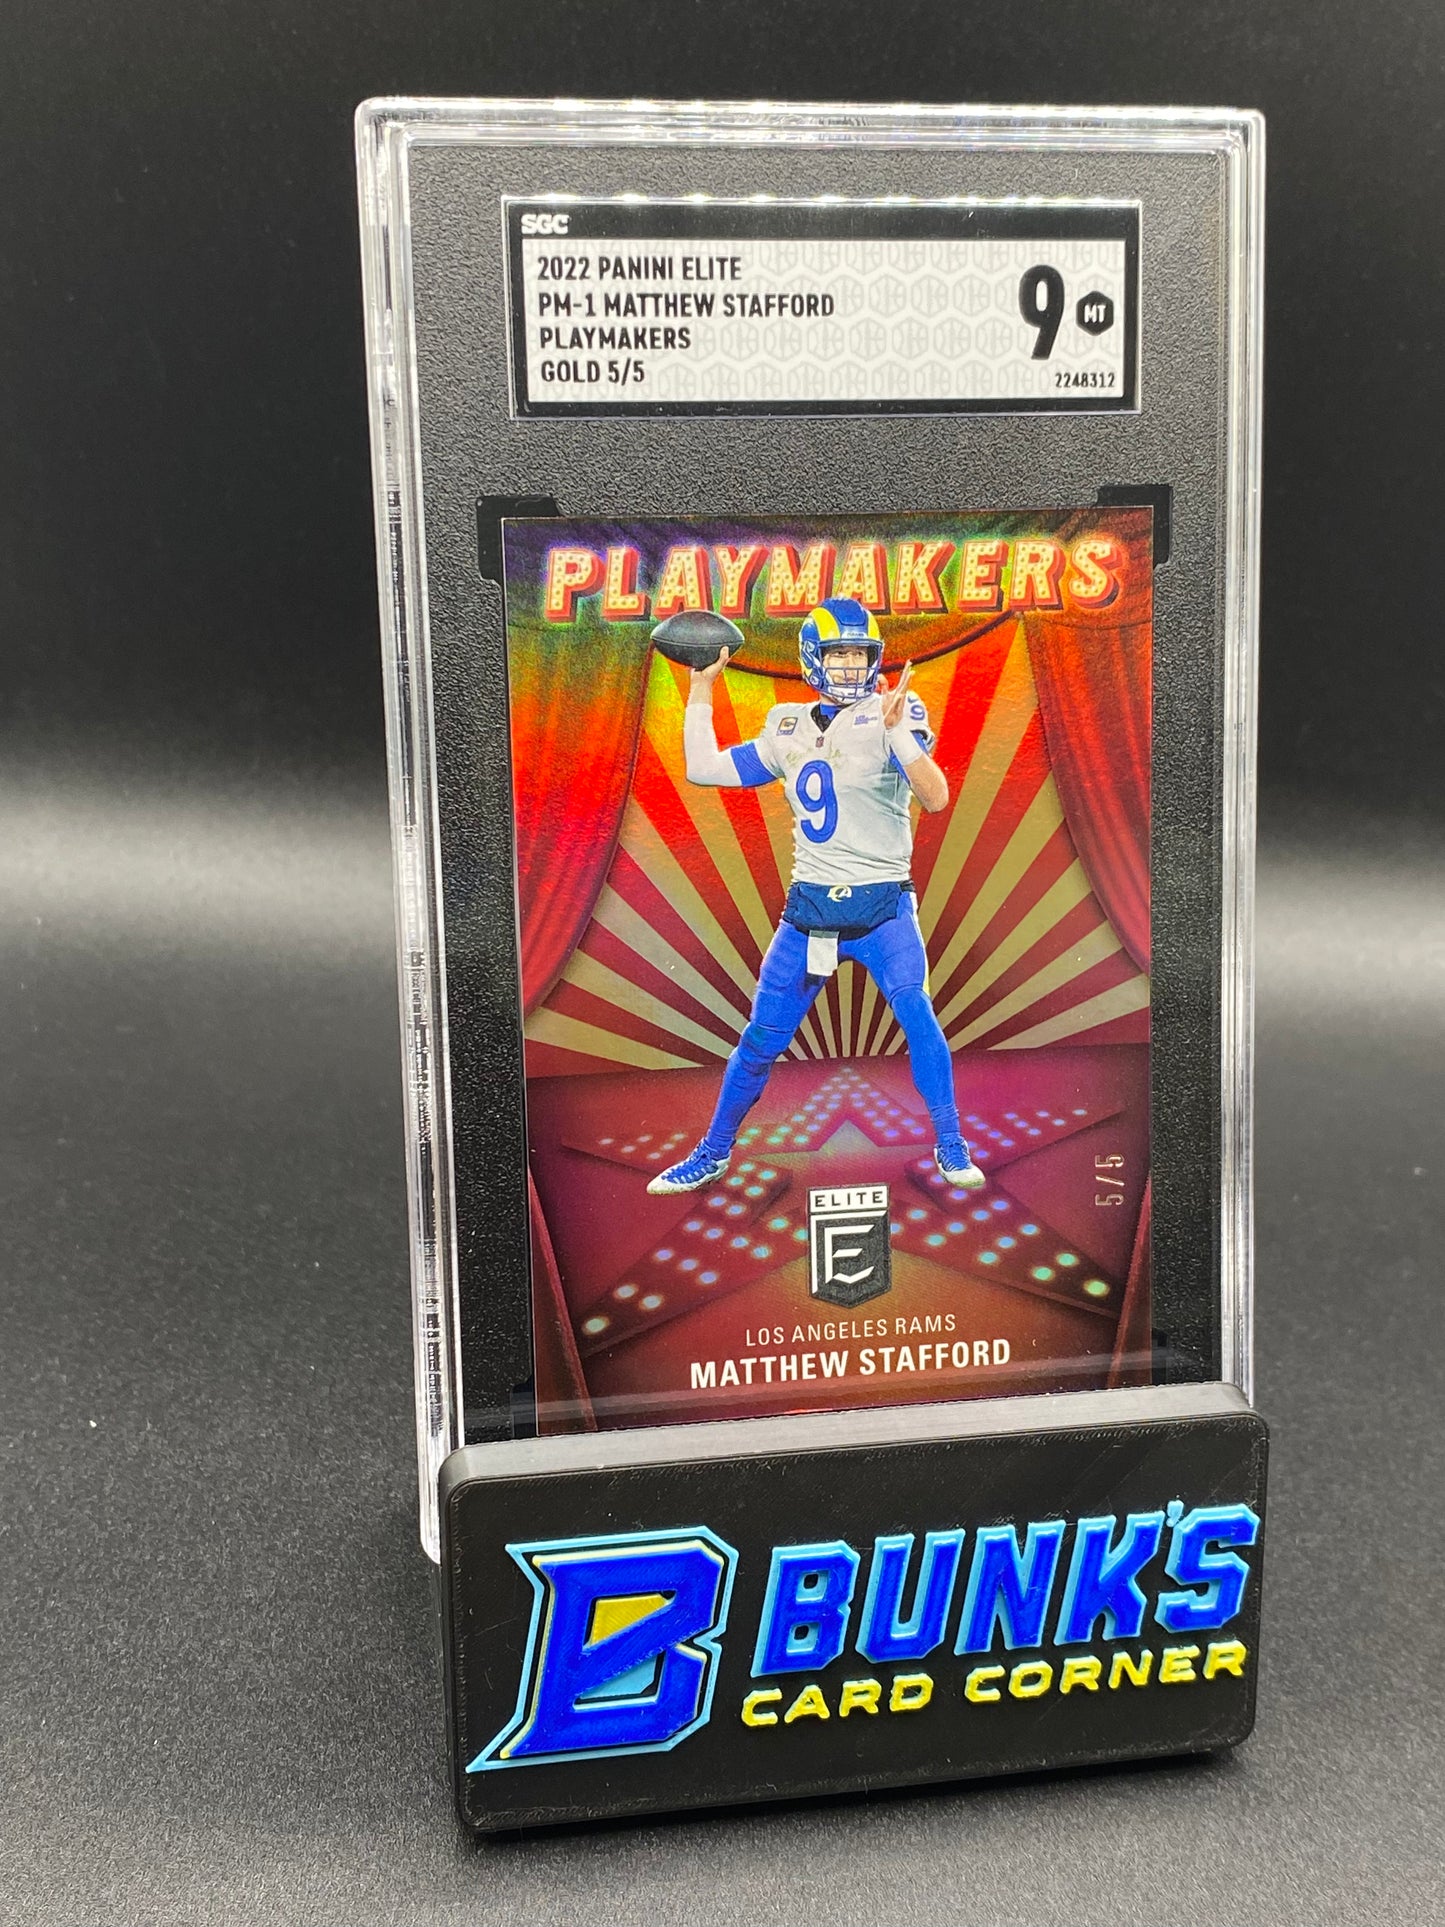 SGC
2022 PANINI ELITE
PM-1 MATTHEW STAFFORD
PLAYMAKERS
GOLD 5/5
9 MT
2248312
PLAYMAKERS
9
9
5/5
ELITE
E
LOS ANGELES RAMS
MATTHEW STAFFORD
B BUNK'S
CARD CORNER